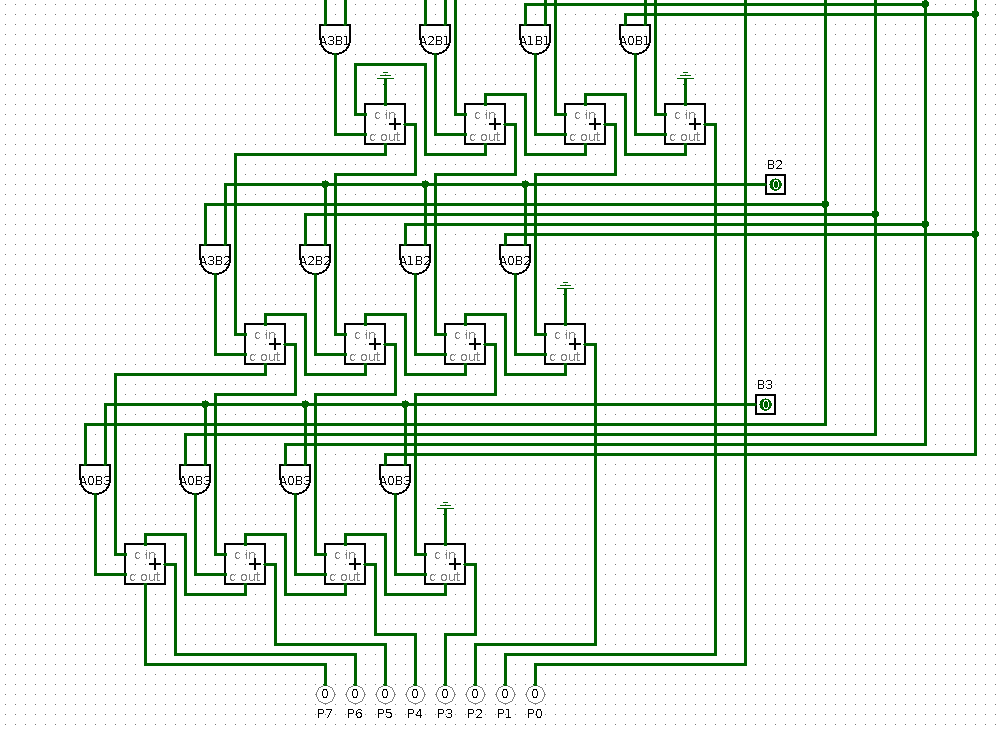 A3B1 A2B1 A1B1 A0B1
c in c in c in c in
+ + + +
c out c out c out c out
B2
0
A3B2 A2B2 A1B2 A0B2
c in c in c in c in
+ + + +
c out c out c out c out
B3
0
A0B3 A0B3 A0B3 A0B3
c in c in c in c in
+ + + +
c out c out c out c out
0 0 0 0 0 0 0 0
P7 P6 P5 P4 P3 P2 P1 P0